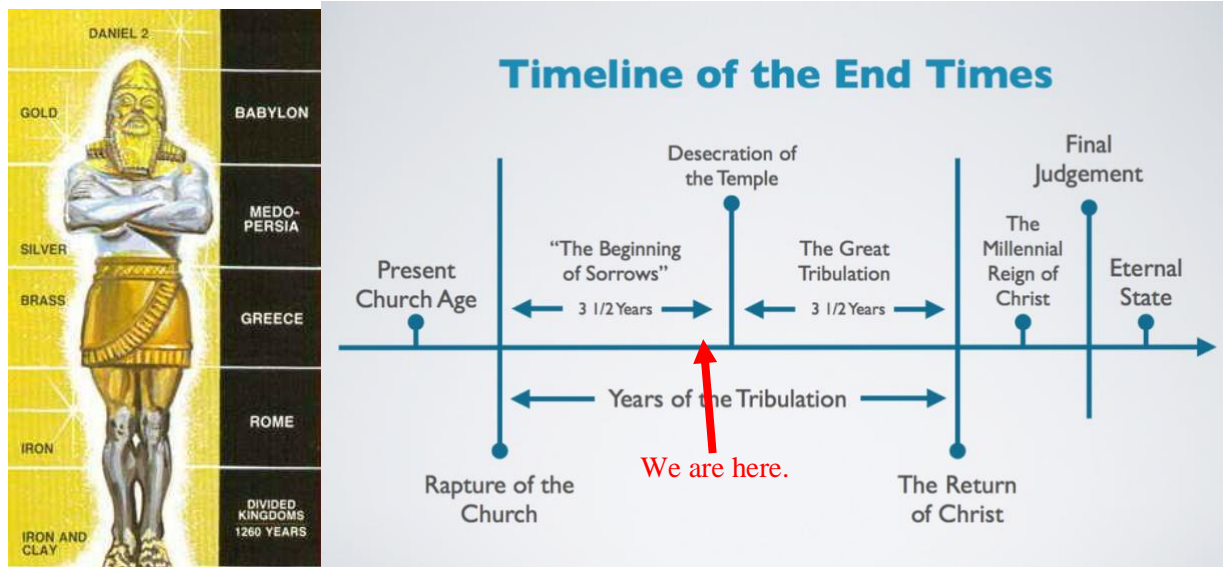 DANIEL 2
GOLD
BABYLON
MEDO-
PERSIA
SILVER
BRASS
GREECE
ROME
IRON
DIVIDED
KINGDOMS
1260 YEARS
IRON AND
CLAY
Timeline of the End Times
Present
Church Age
"The Beginning
of Sorrows"
3 1/2 Years
Desecration of
the Temple
The Great
Tribulation
3 1/2 Years
The
Millennial
Reign of
Christ
Final
Judgement
Eternal
State
Years of the Tribulation
We are here.
Rapture of the
Church
The Return
of Christ